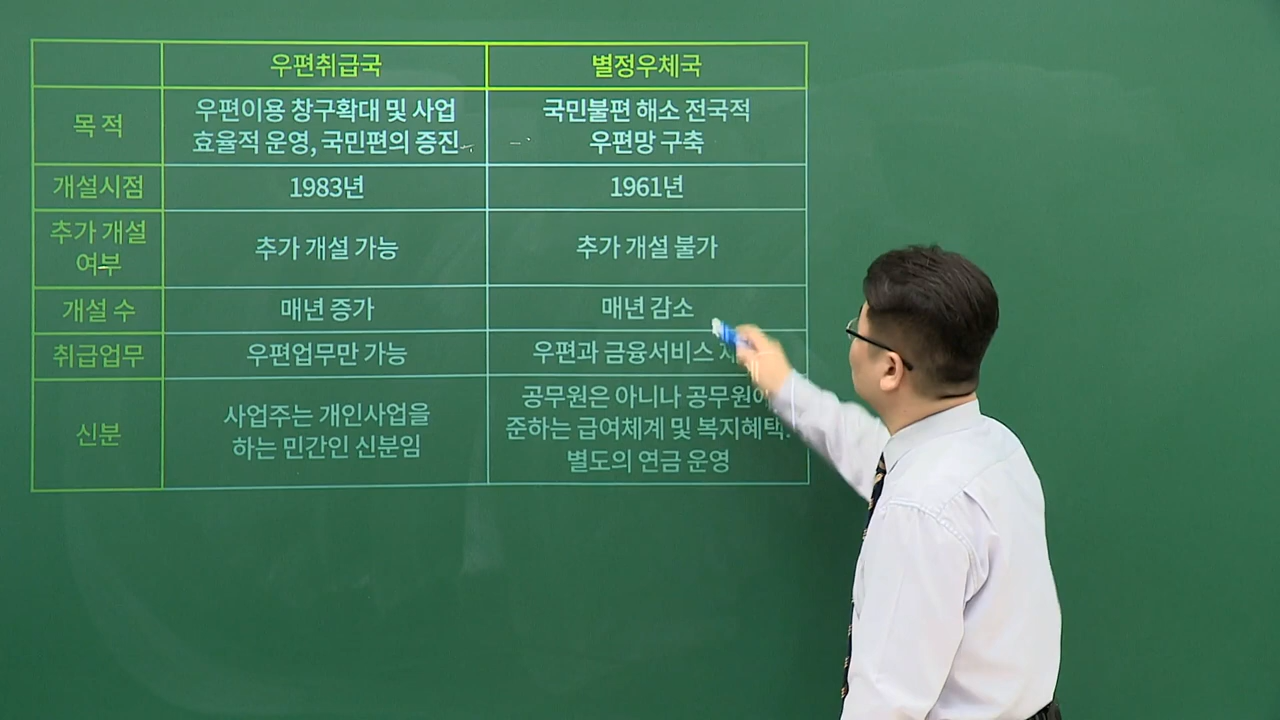 우편취급국 별정우체국
목 적 우편이용 창구확대 및 사업 국민불편 해소 전국적
효율적 운영, 국민편의 증진 우편망 구축
개설시점 1983년 1961년
추가 개설
여부 추가 개설 가능 추가 개설 불가
개설 수 매년 증가 매년 감소
취급업무 우편업무만 가능 우편과 금융서비스
신분 사업주는 개인사업을 공무원은 아니나
하는 민간인 신분임 준하는 급여체계 및 복지혜택.
별도의 연금 운영